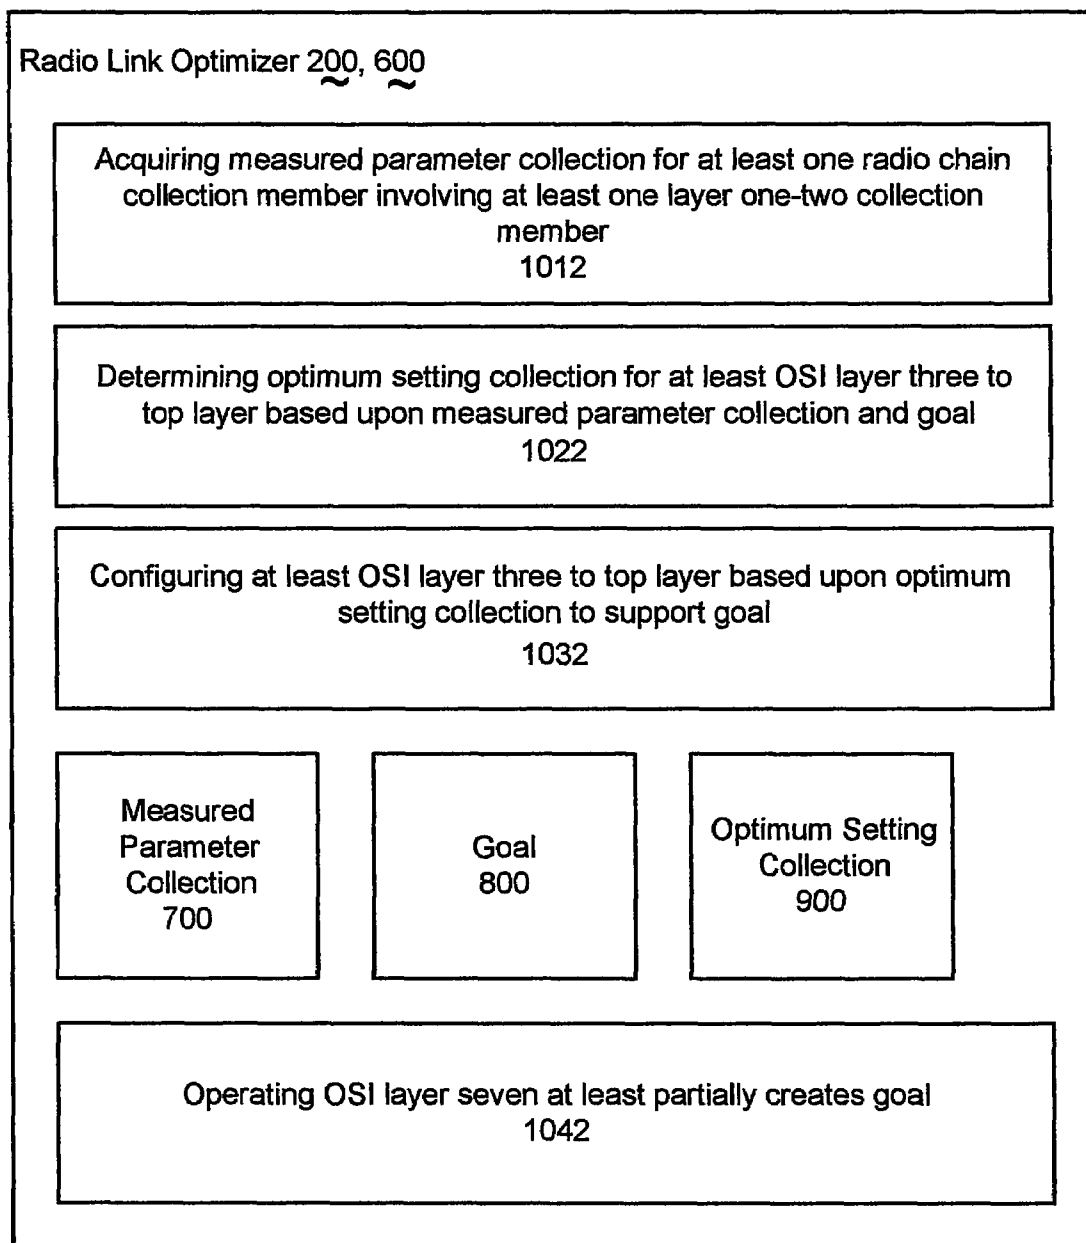 Radio Link Optimizer 200, 600
Acquiring measured parameter collection for at least one radio chain
collection member involving at least one layer one-two collection
member
1012
Determining optimum setting collection for at least OSI layer three to
top layer based upon measured parameter collection and goal
1022
Configuring at least OSI layer three to top layer based upon optimum
setting collection to support goal
1032
Measured
Parameter
Collection
700
Goal
800
Optimum Setting
Collection
900
Operating OSI layer seven at least partially creates goal
1042